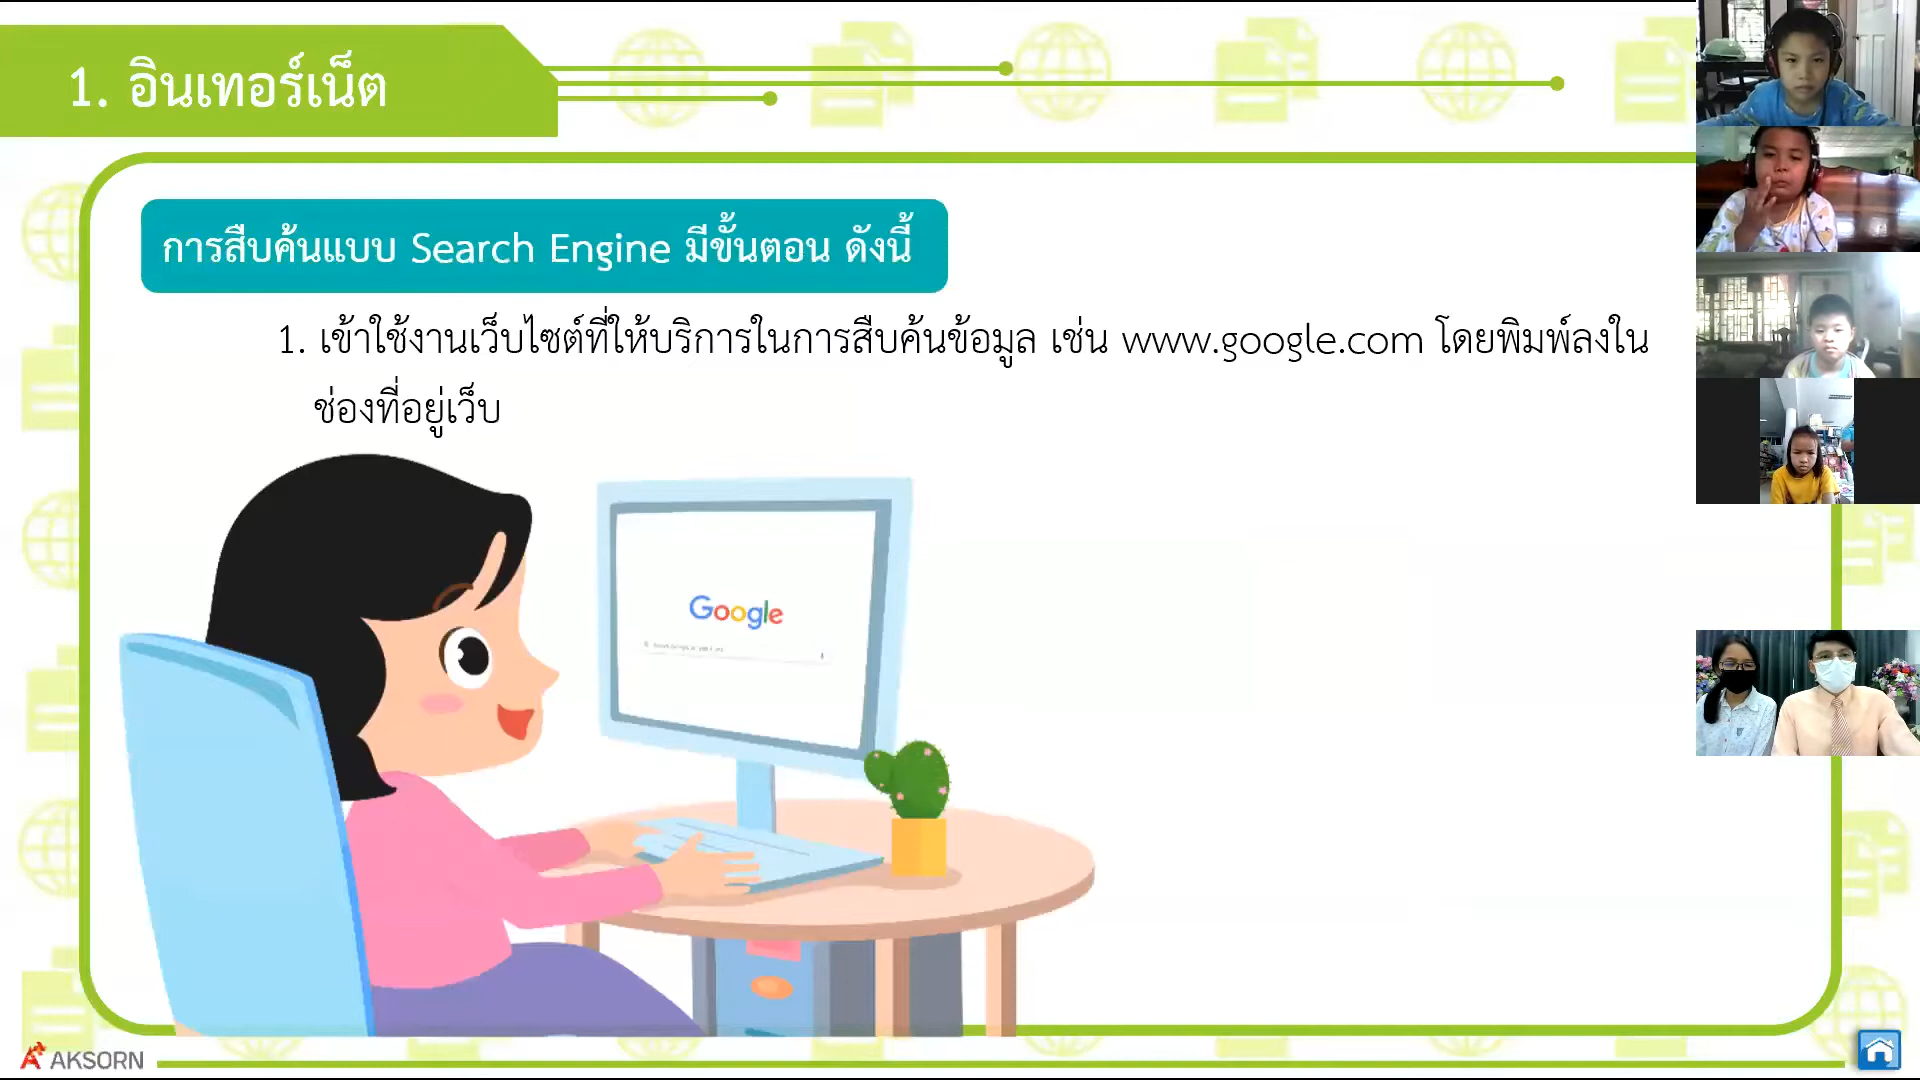 1. อินเทอร์เน็ต
การสืบค้นแบบ Search Engine มีขั้นตอน ดังนี้
1. เข้าใช้งานเว็บไซต์ที่ให้บริการในการสืบค้นข้อมูล เช่น www.google.com โดยพิมพ์ลงใน
ช่องที่อยู่เว็บ
Google
AKSORN